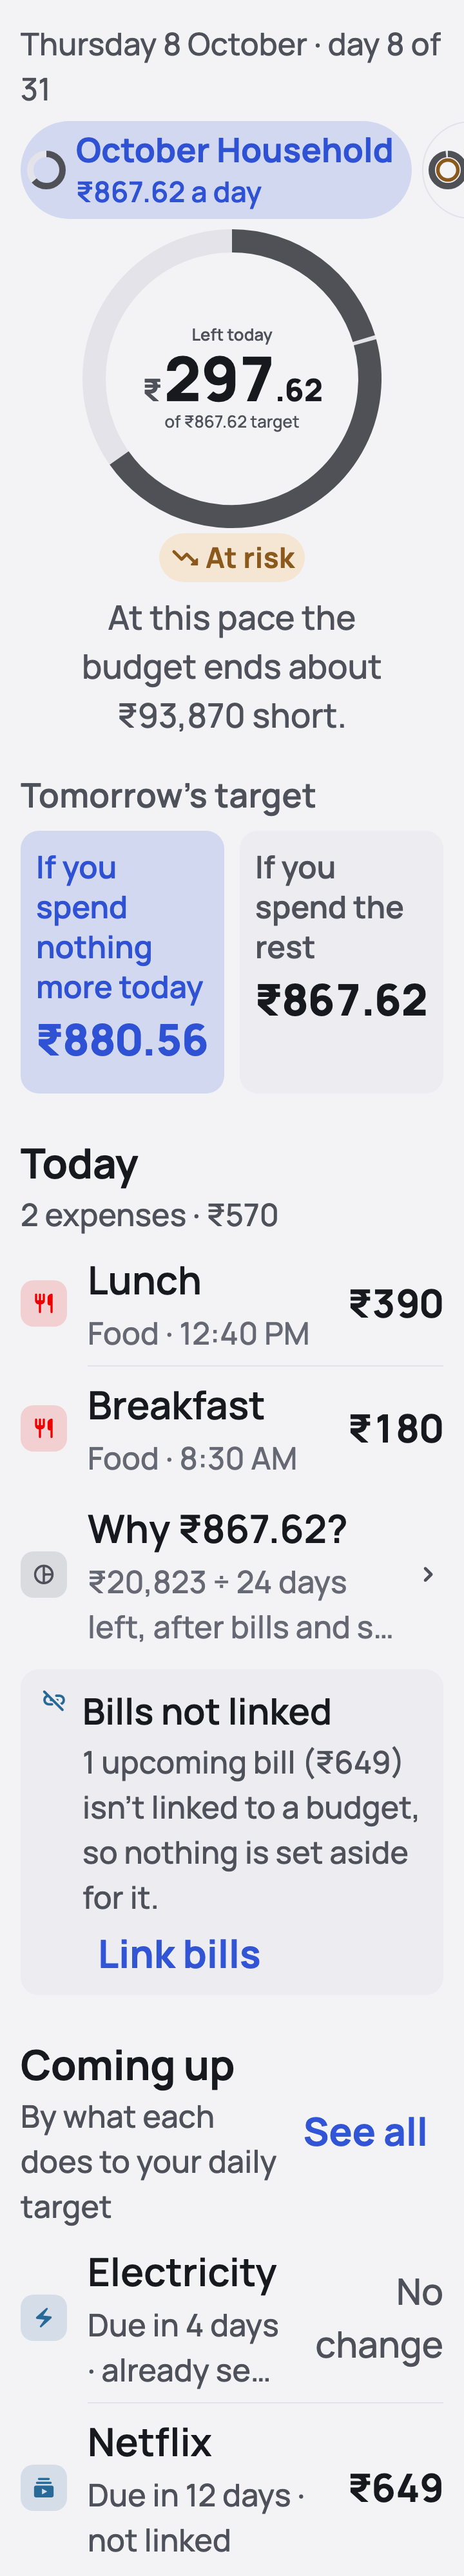 Thursday 8 October · day 8 of
31
October Household
₹867.62 a day
Left today
₹297.62
of ₹867.62 target
At risk
At this pace the
budget ends about
₹93,870 short.
Tomorrow's target
If you
spend
nothing
more today
₹880.56
If you
spend the
rest
₹867.62
Today
2 expenses · ₹570
Lunch
Food · 12:40 PM
₹390
Breakfast
Food · 8:30 AM
₹180
Why ₹867.62?
₹20,823 ÷ 24 days
left, after bills and s…
Bills not linked
1 upcoming bill (₹649)
isn't linked to a budget,
so nothing is set aside
for it.
Link bills
Coming up
By what each
does to your daily
target
See all
Electricity
Due in 4 days
· already se…
No
change
Netflix
Due in 12 days ·
not linked
₹649